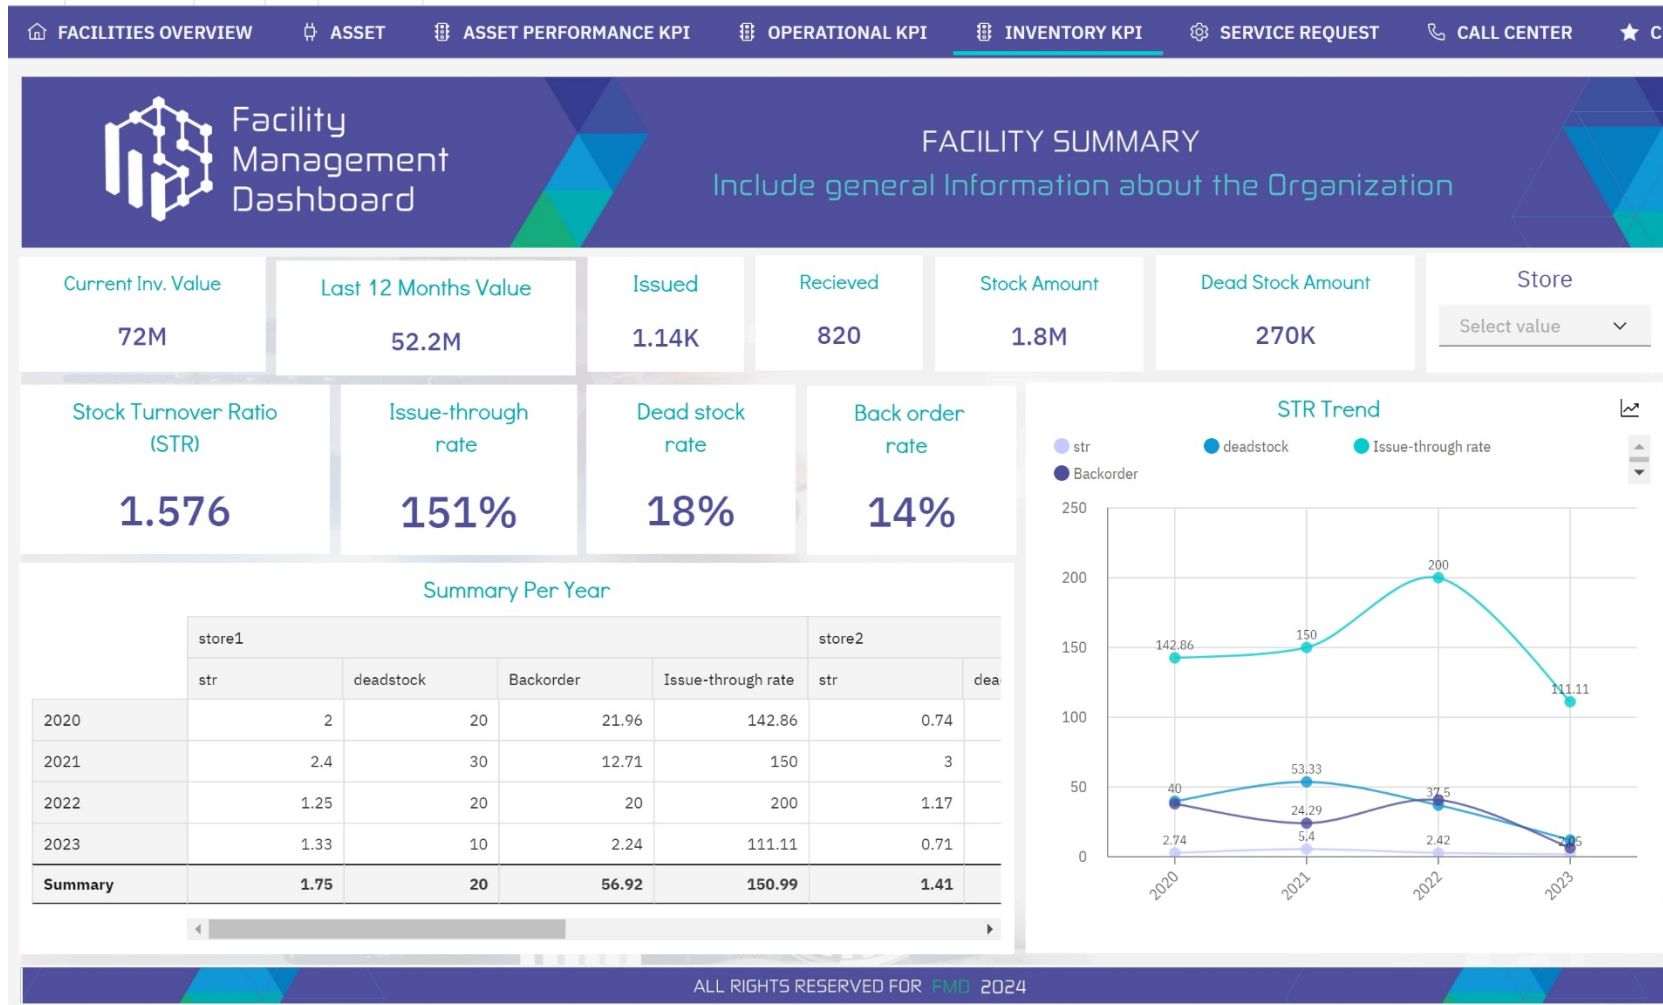 FACILITIES OVERVIEW ASSET ASSET PERFORMANCE KPI OPERATIONAL KPI INVENTORY KPI SERVICE REQUEST CALL CENTER C
Facility
Management
Dashboard
FACILITY SUMMARY
Include general Information about the Organization
Current Inv. Value
72M
Last 12 Months Value
52.2M
Issued
1.14K
Recieved
820
Stock Amount
1.8M
Dead Stock Amount
270K
Store
Select value
Stock Turnover Ratio
(STR)
1.576
Issue-through
rate
151%
Dead stock
rate
18%
Back order
rate
14%
Summary Per Year
store1 store2
str deadstock Backorder Issue-through rate str dea
2020 2 20 21.96 142.86 0.74
2021 2.4 30 12.71 150 3
2022 1.25 20 20 200 1.17
2023 1.33 10 2.24 111.11 0.71
Summary 1.75 20 56.92 150.99 1.41
STR Trend
str deadstock Issue-through rate
Backorder
250
200
150
100
50
0
142.86
150
200
111.11
40
53.33
37.5
24.29
2.74
5.4
2.42
2.05
2020 2021 2022 2023
ALL RIGHTS RESERVED FOR FMD 2024